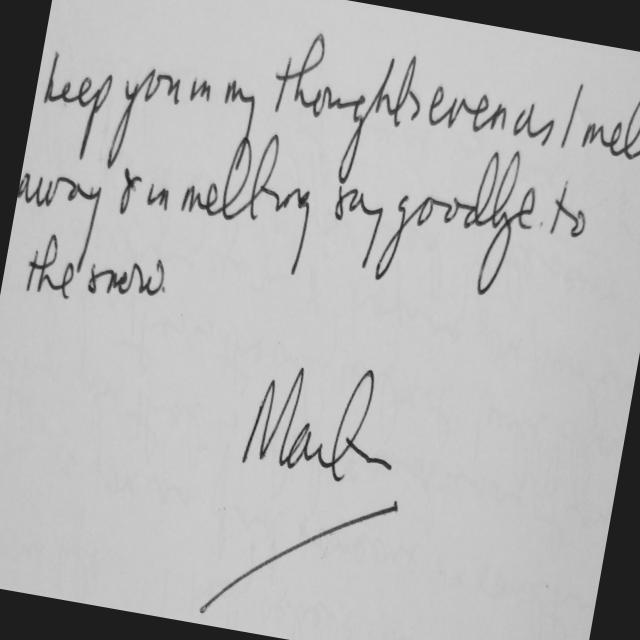 keep you in my thoughts even as I melt
away & in melting say goodbye to
the snow.
Mark